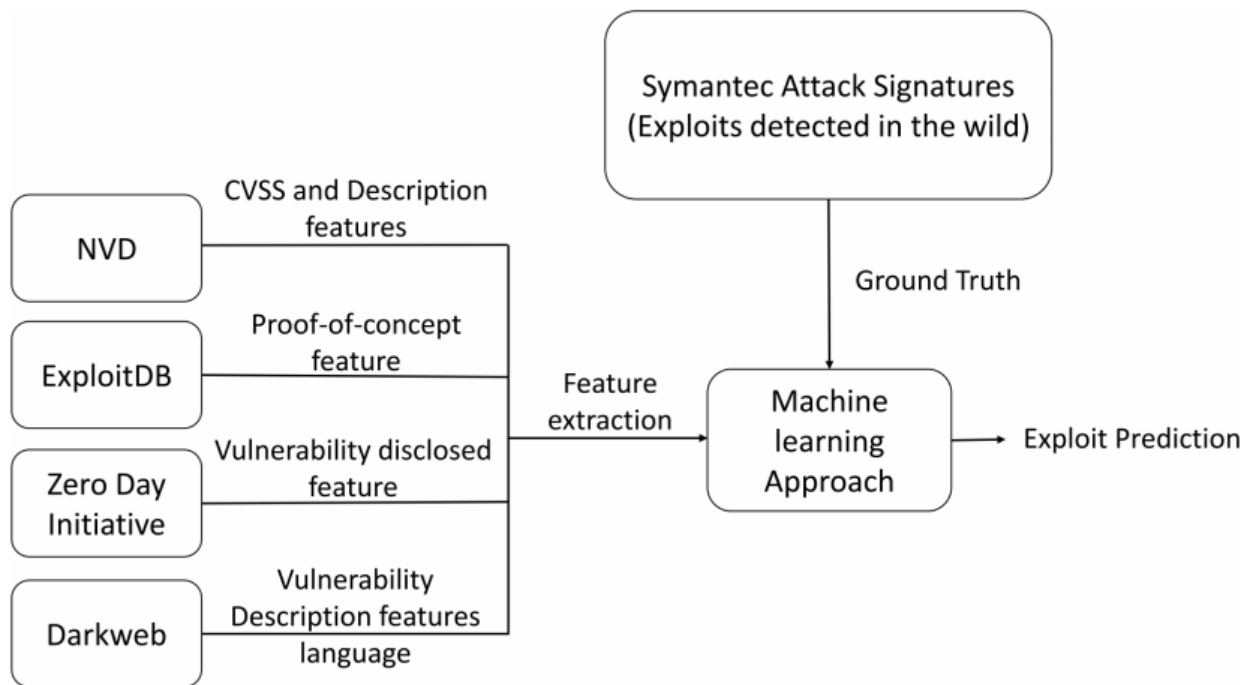 Symantec Attack Signatures
(Exploits detected in the wild)
CVSS and Description
features
NVD
Ground Truth
Proof-of-concept
feature
ExploitDB
Feature
extraction
Machine
learning
Approach
Exploit Prediction
Vulnerability disclosed
feature
Zero Day
Initiative
Vulnerability
Description features
language
Darkweb